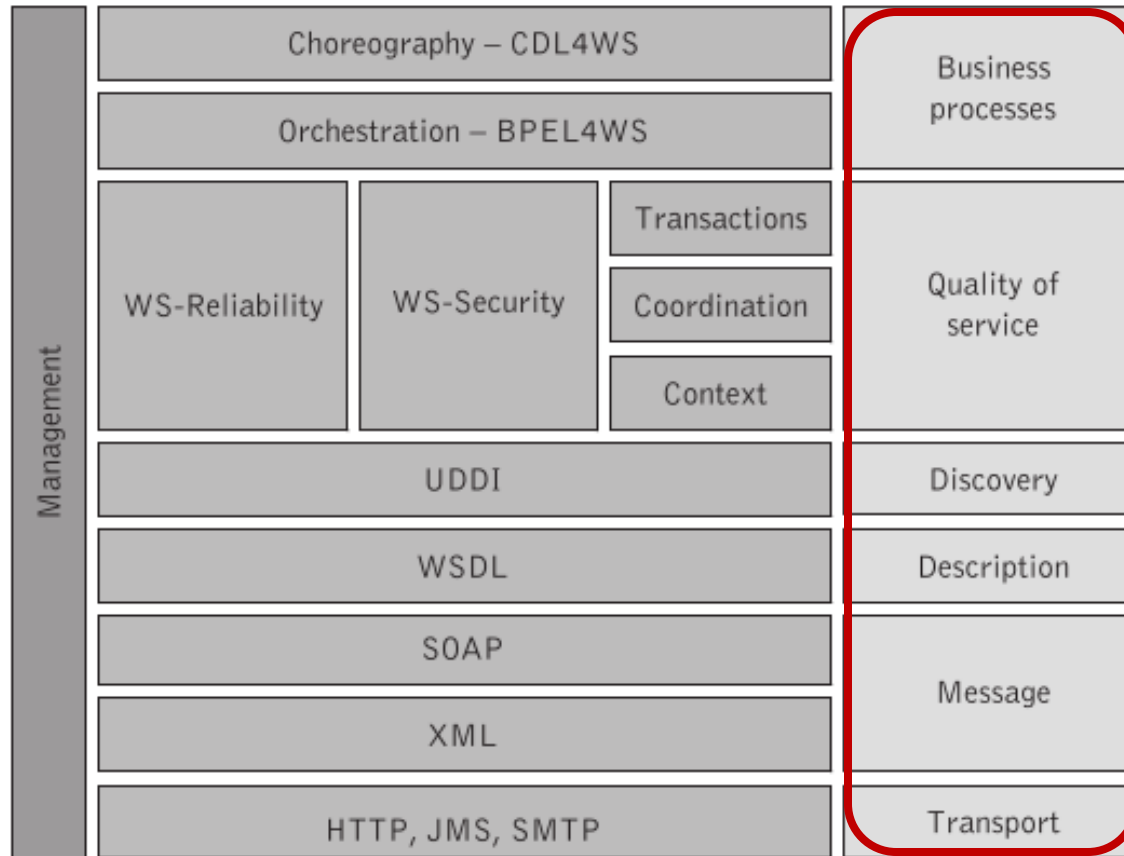 Management
Choreography – CDL4WS
Orchestration – BPEL4WS
Business
processes
WS-Reliability
WS-Security
Transactions
Coordination
Context
Quality of
service
UDDI
Discovery
WSDL
Description
SOAP
XML
Message
HTTP, JMS, SMTP
Transport